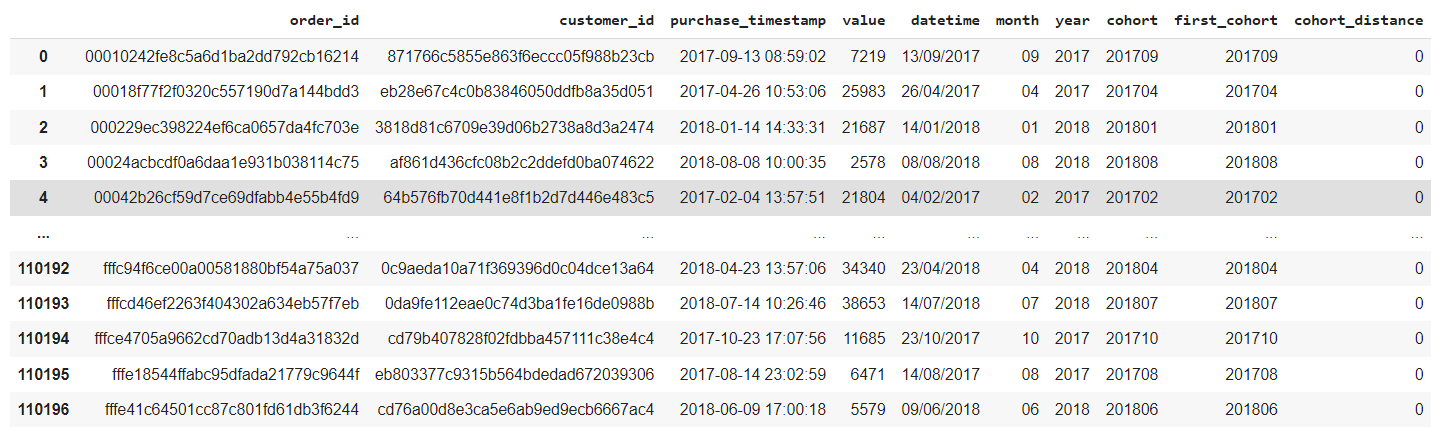 order_id customer_id purchase_timestamp value datetime month year cohort first_cohort cohort_distance
0 00010242fe8c5a6d1ba2dd792cb16214 871766c5855e863f6eccc05f988b23cb 2017-09-13 08:59:02 7219 13/09/2017 09 2017 201709 201709 0
1 00018f77f2f0320c557190d7a144bdd3 eb28e67c4c0b83846050ddfb8a35d051 2017-04-26 10:53:06 25983 26/04/2017 04 2017 201704 201704 0
2 000229ec398224ef6ca0657da4fc703e 3818d81c6709e39d06b2738a8d3a2474 2018-01-14 14:33:31 21687 14/01/2018 01 2018 201801 201801 0
3 00024acbcdf0a6daa1e931b038114c75 af861d436cfc08b2c2ddefd0ba074622 2018-08-08 10:00:35 2578 08/08/2018 08 2018 201808 201808 0
4 00042b26cf59d7ce69dfabb4e55b4fd9 64b576fb70d441e8f1b2d7d446e483c5 2017-02-04 13:57:51 21804 04/02/2017 02 2017 201702 201702 0
... ... ... ... ... ... ... ... ... ... ...
110192 fffc94f6ce00a00581880bf54a75a037 0c9aeda10a71f369396d0c04dce13a64 2018-04-23 13:57:06 34340 23/04/2018 04 2018 201804 201804 0
110193 fffcd46ef2263f404302a634eb57f7eb 0da9fe112eae0c74d3ba1fe16de0988b 2018-07-14 10:26:46 38653 14/07/2018 07 2018 201807 201807 0
110194 fffce4705a9662cd70adb13d4a31832d cd79b407828f02fdbba457111c38e4c4 2017-10-23 17:07:56 11685 23/10/2017 10 2017 201710 201710 0
110195 fffe18544ffabc95dfada21779c9644f eb803377c9315b564bdedad672039306 2017-08-14 23:02:59 6471 14/08/2017 08 2017 201708 201708 0
110196 fffe41c64501cc87c801fd61db3f6244 cd76a00d8e3ca5e6ab9ed9ecb6667ac4 2018-06-09 17:00:18 5579 09/06/2018 06 2018 201806 201806 0